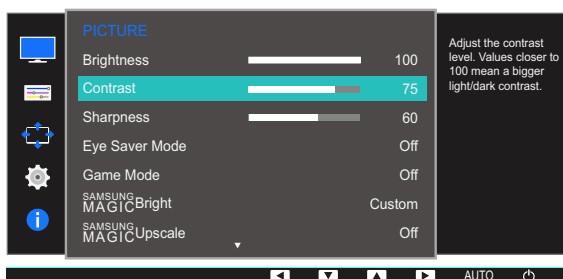 PICTURE
Brightness 100
Contrast 75
Sharpness 60
Eye Saver Mode Off
Game Mode Off
SAMSUNG
MAGICBright Custom
SAMSUNG
MAGICUpscale Off
Adjust the contrast
level. Values closer to
100 mean a bigger
light/dark contrast.
AUTO